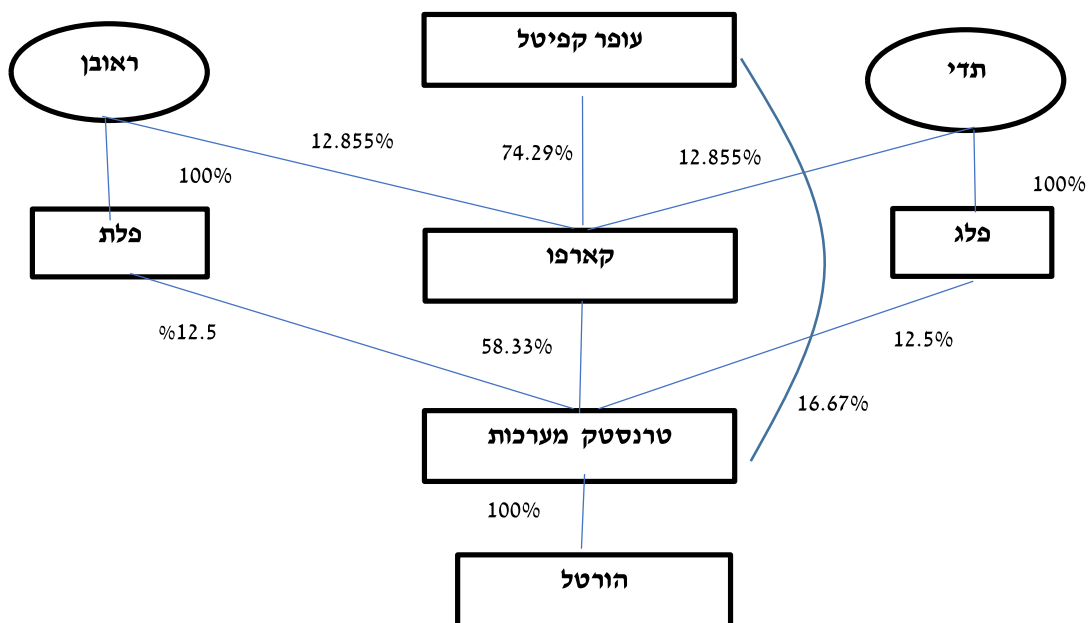 עופר קפיטל
ראובן
תדי
12.855%
74.29%
12.855%
100%
100%
פלת
קארפו
פלג
%12.5
58.33%
12.5%
16.67%
טרנסטק מערכות
100%
הורטל